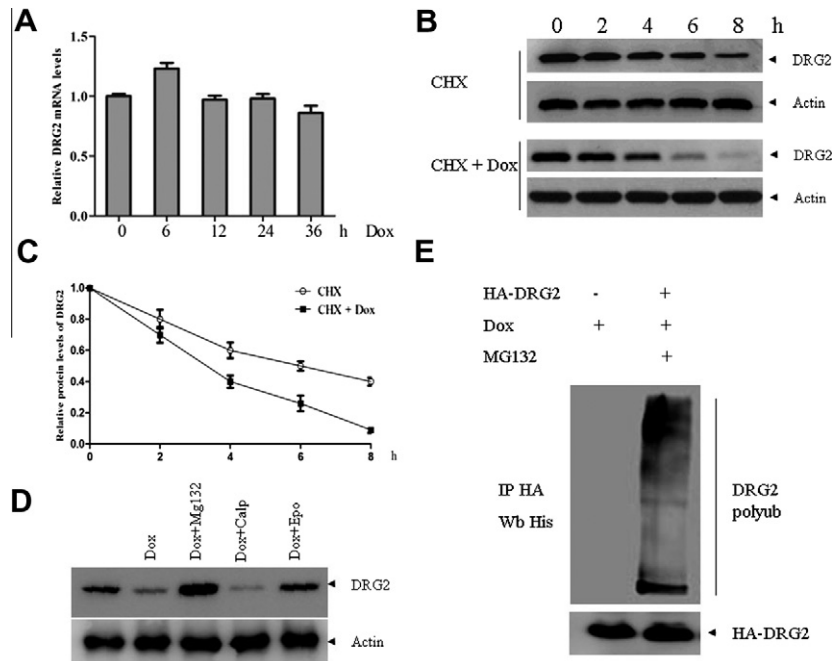 A
Relative DRG2 mRNA levels
1.5
1.0
0.5
0.0
0 6 12 24 36 h Dox
B
0 2 4 6 8 h
CHX
DRG2
Actin
CHX + Dox
DRG2
Actin
C
Relative protein levels of DRG2
1.0
0.8
0.6
0.4
0.2
0.0
0 2 4 6 8 h
CHX
CHX + Dox
D
Dox
Dox+Mg132
Dox+Calp
Dox+Epo
DRG2
Actin
E
HA-DRG2 - +
Dox + +
MG132 +
IP HA
Wb His
DRG2
polyub
HA-DRG2